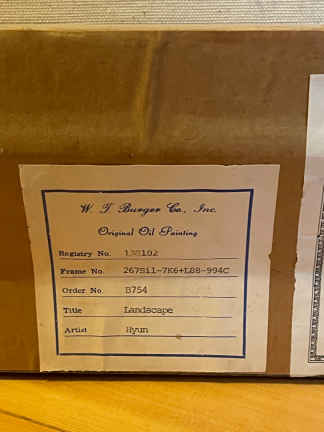 W. T Burger Co., Inc.
Original Oil Painting
Registry No.
Frame No. 267S11-7K6+L88-994C
Order No. B754
Title Landscape
Artist Hyun